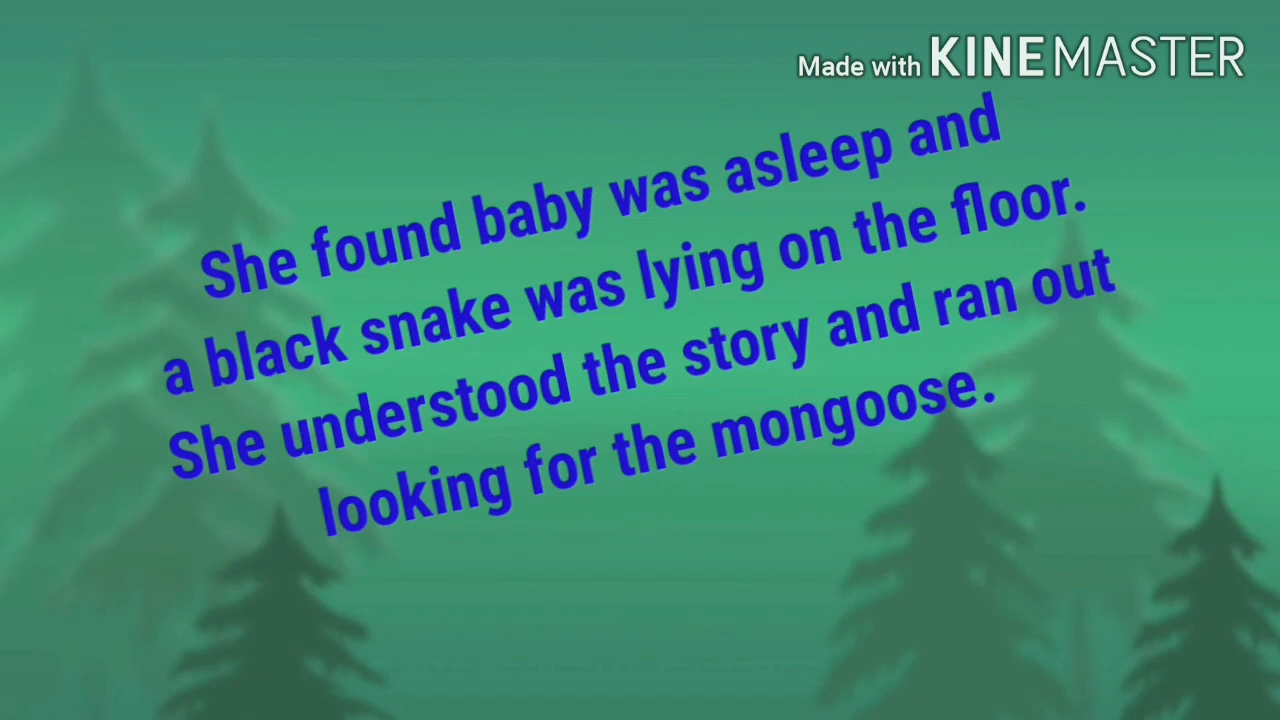 Made with KINEMASTER
She found baby was asleep and
a black snake was lying on the floor.
She understood the story and ran out
looking for the mongoose.